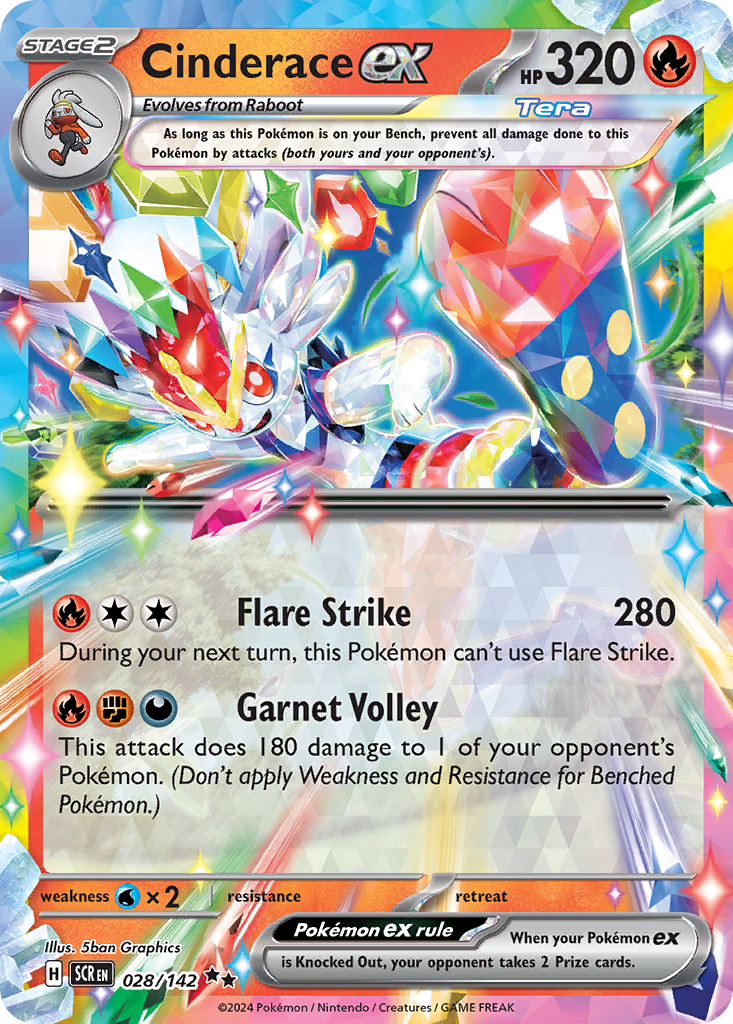 STAGE2
Cinderace ex
HP 320
Evolves from Raboot
Tera
As long as this Pokémon is on your Bench, prevent all damage done to this
Pokémon by attacks (both yours and your opponent's).
Flare Strike 280
During your next turn, this Pokémon can't use Flare Strike.
Garnet Volley
This attack does 180 damage to 1 of your opponent's
Pokémon. (Don't apply Weakness and Resistance for Benched
Pokémon.)
weakness ×2 resistance retreat
Illus. 5ban Graphics
Pokémon ex rule
When your Pokémon ex
is Knocked Out, your opponent takes 2 Prize cards.
H SCR EN 028/142 ★★
©2024 Pokémon / Nintendo / Creatures / GAME FREAK